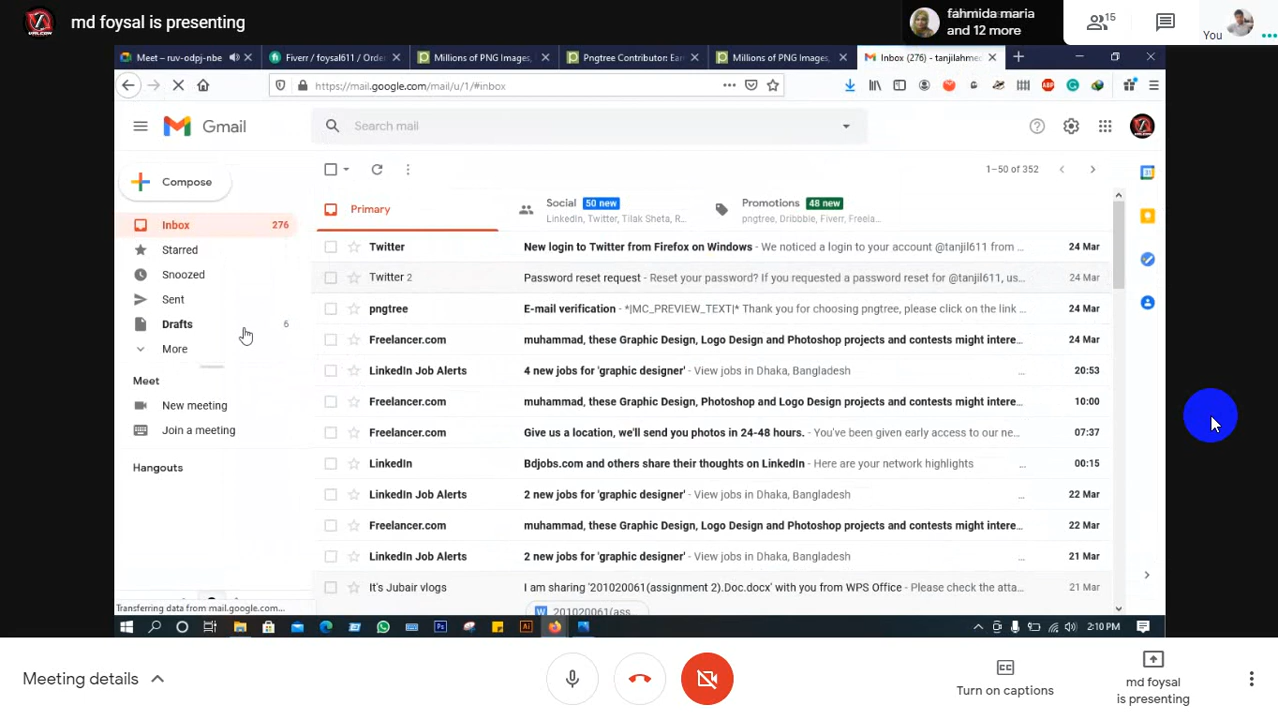 md foysal is presenting
fahmida maria
and 12 more
15
You
Meet – ruv-odpj-nbe
Fiverr / foysal611 / Orde
Millions of PNG Images,
Pngtree Contributor: Ear
Millions of PNG Images,
Inbox (276) - tanjilahme
https://mail.google.com/mail/u/1/#inbox
Gmail
Search mail
Compose
1–50 of 352
Inbox 276
Starred
Snoozed
Sent
Drafts 6
More
Meet
New meeting
Join a meeting
Hangouts
Primary
Social 50 new
LinkedIn, Twitter, Tilak Sheta, R...
Promotions 48 new
pngtree, Dribbble, Fiverr, Freela...
Twitter New login to Twitter from Firefox on Windows - We noticed a login to your account @tanjil611 from ... 24 Mar
Twitter 2 Password reset request - Reset your password? If you requested a password reset for @tanjil611, us... 24 Mar
pngtree E-mail verification - *|MC_PREVIEW_TEXT|* Thank you for choosing pngtree, please click on the link ... 24 Mar
Freelancer.com muhammad, these Graphic Design, Logo Design and Photoshop projects and contests might intere... 24 Mar
LinkedIn Job Alerts 4 new jobs for 'graphic designer' - View jobs in Dhaka, Bangladesh ... 20:53
Freelancer.com muhammad, these Graphic Design, Photoshop and Logo Design projects and contests might intere... 10:00
Freelancer.com Give us a location, we'll send you photos in 24-48 hours. - You've been given early access to our ne... 07:37
LinkedIn Bdjobs.com and others share their thoughts on LinkedIn - Here are your network highlights ... 00:15
LinkedIn Job Alerts 2 new jobs for 'graphic designer' - View jobs in Dhaka, Bangladesh ... 22 Mar
Freelancer.com muhammad, these Graphic Design, Logo Design and Photoshop projects and contests might intere... 22 Mar
LinkedIn Job Alerts 2 new jobs for 'graphic designer' - View jobs in Dhaka, Bangladesh ... 21 Mar
It's Jubair vlogs I am sharing '201020061(assignment 2).Doc.docx' with you from WPS Office - Please check the atta... 21 Mar
W 201020061(ass...
Transferring data from mail.google.com...
2:10 PM
Meeting details
Turn on captions
md foysal
is presenting